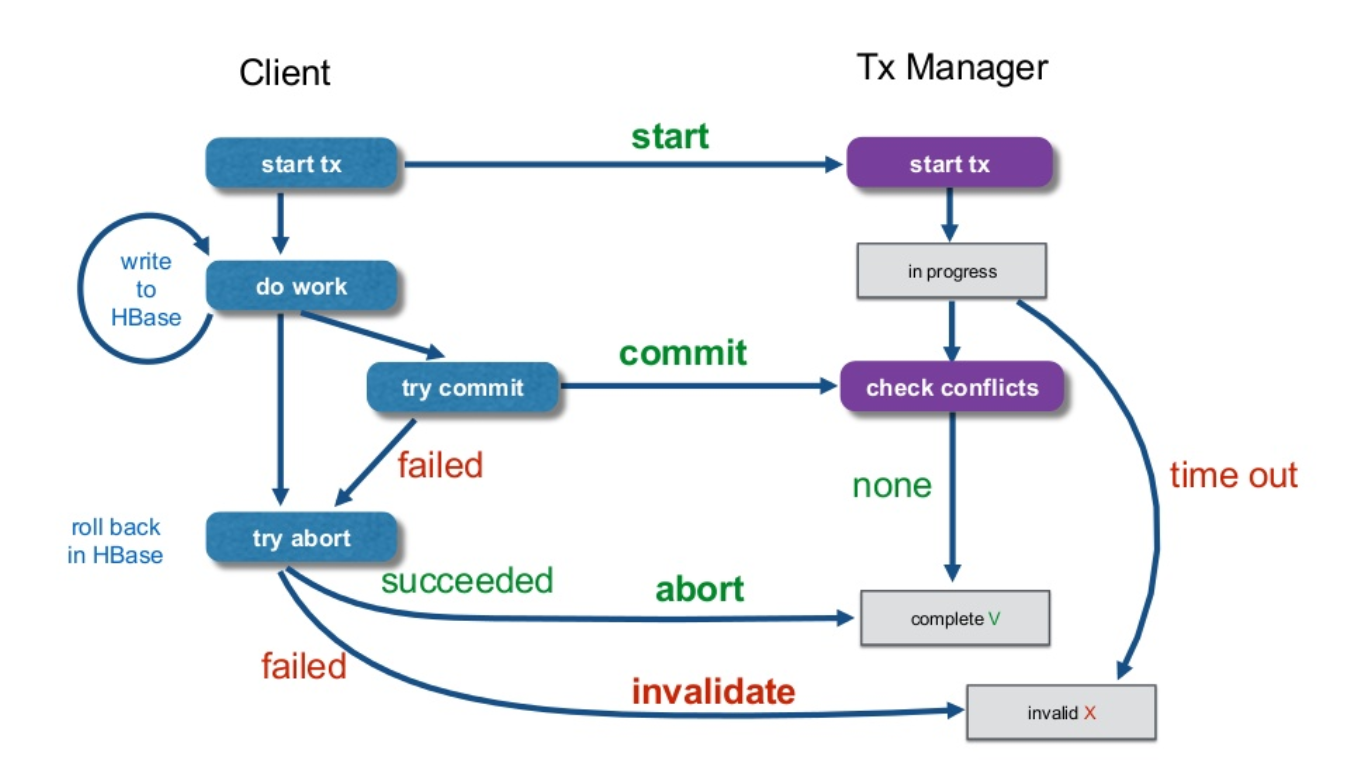 Client
Tx Manager
start
start tx
start tx
write
to
HBase
in progress
do work
commit
try commit
check conflicts
failed
none
time out
roll back
in HBase
try abort
succeeded
abort
complete V
failed
invalidate
invalid X